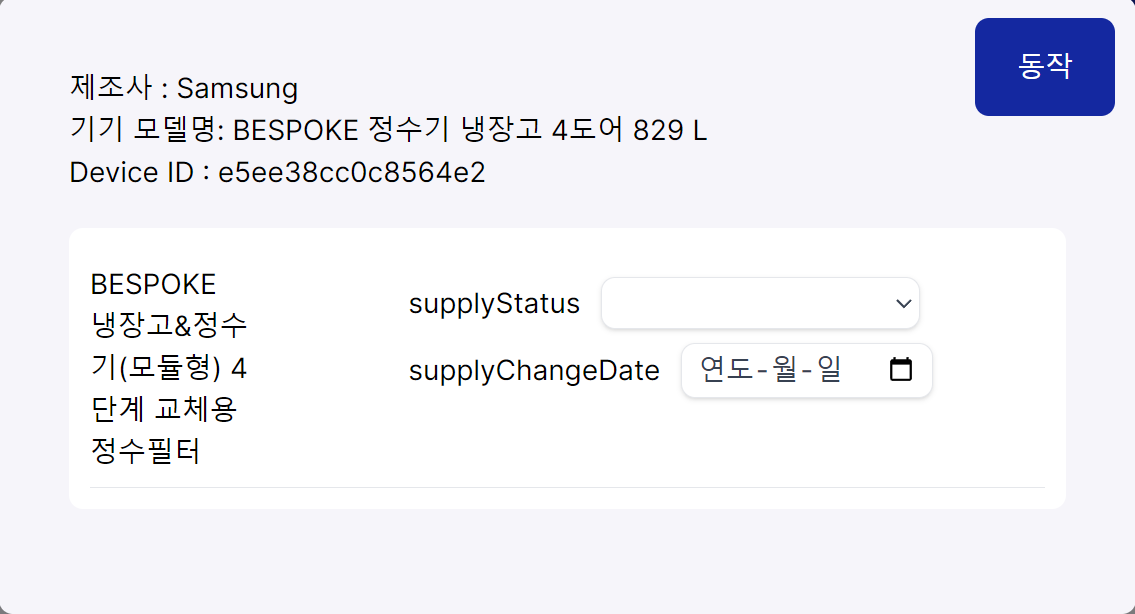 동작
제조사 : Samsung
기기 모델명: BESPOKE 정수기 냉장고 4도어 829 L
Device ID : e5ee38cc0c8564e2
BESPOKE
냉장고&정수
기(모듈형) 4
단계 교체용
정수필터
supplyStatus
supplyChangeDate 연도-월-일